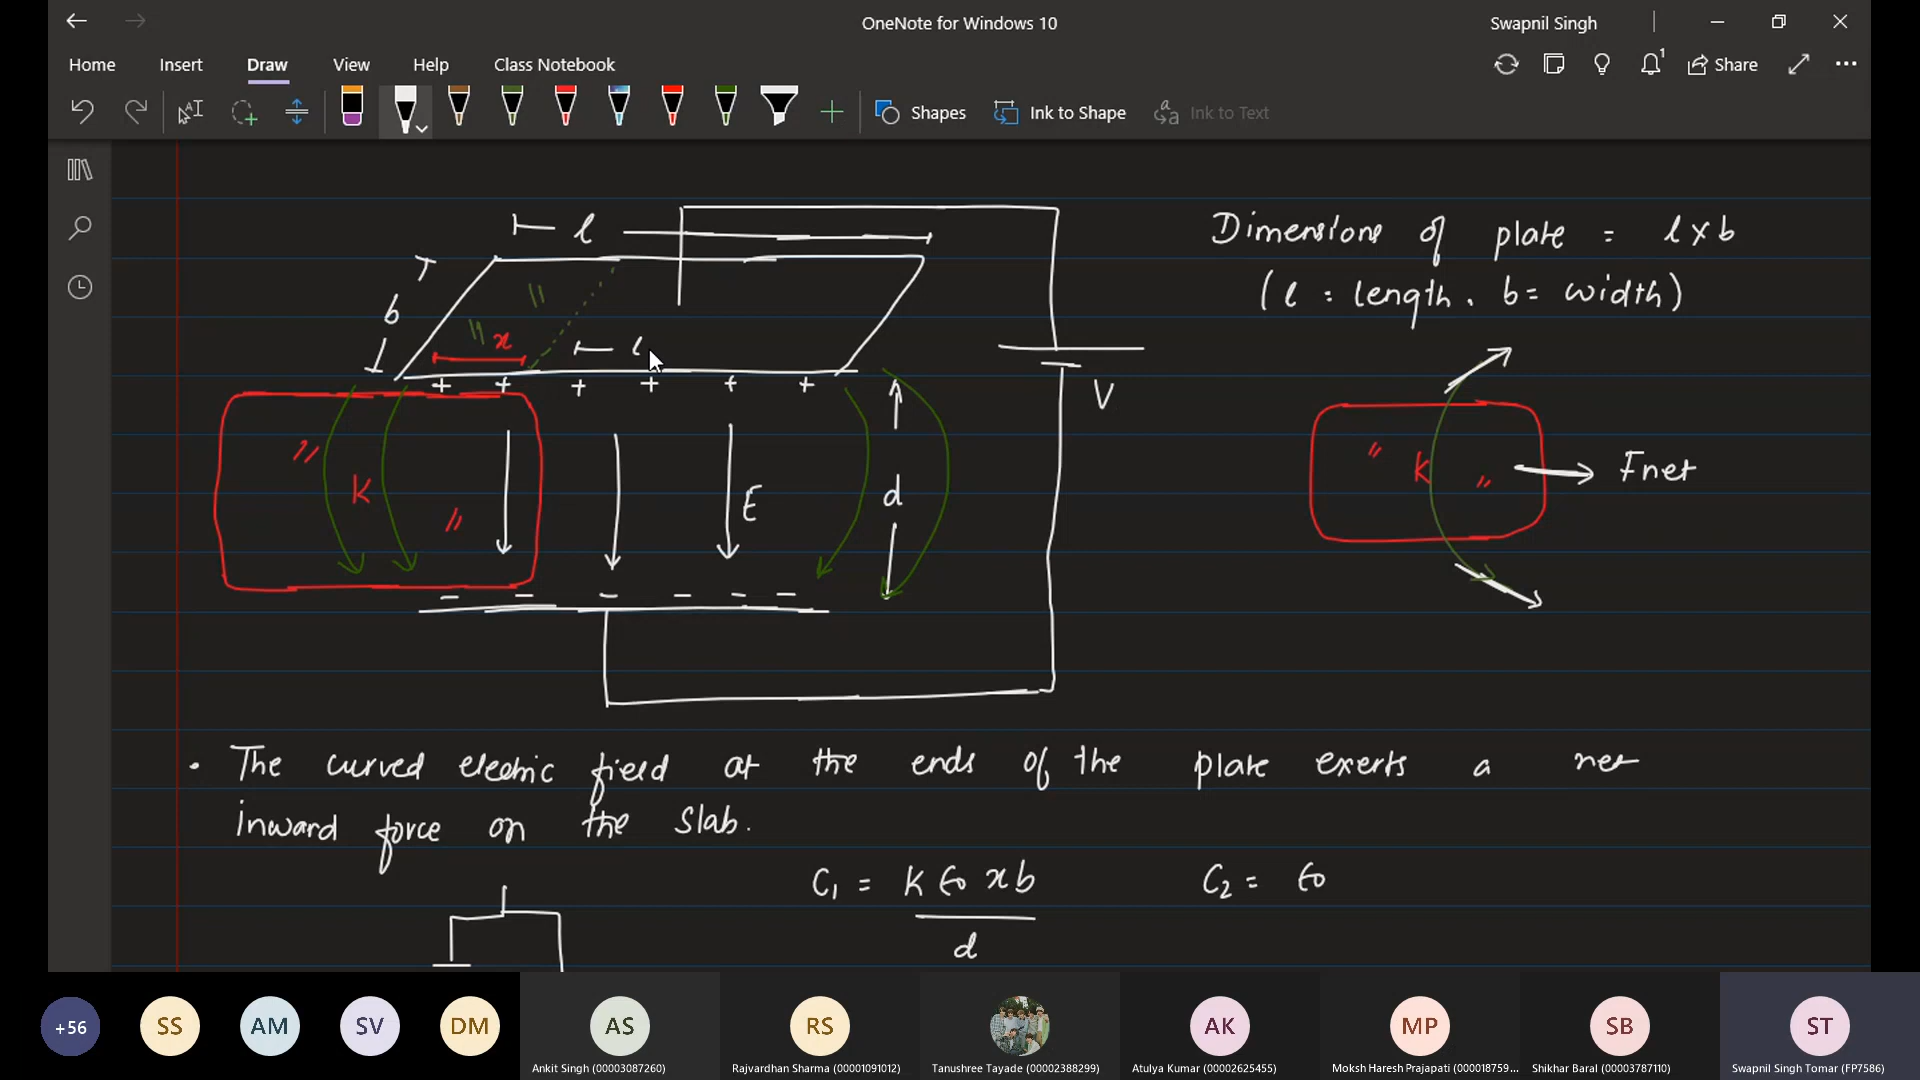 OneNote for Windows 10
Swapnil Singh
Home Insert Draw View Help Class Notebook
1 Share
Shapes Ink to Shape Ink to Text
l
b
x
l
+ + + + + +
K
E
d
V
- - - - - -
Dimensions of plate = l x b
(l = length, b = width)
K
Fnet
• The curved electric field at the ends of the plate exerts a net
inward force on the slab.
C₁ = K ϵ₀ x b / d C₂ = ϵ₀
+56 SS AM SV DM AS RS AK MP SB ST
Ankit Singh (00003087260) Rajvardhan Sharma (00001091012) Tanushree Tayade (00002388299) Atulya Kumar (00002625455) Moksh Haresh Prajapati (000018759... Shikhar Baral (00003787110) Swapnil Singh Tomar (FP7586)